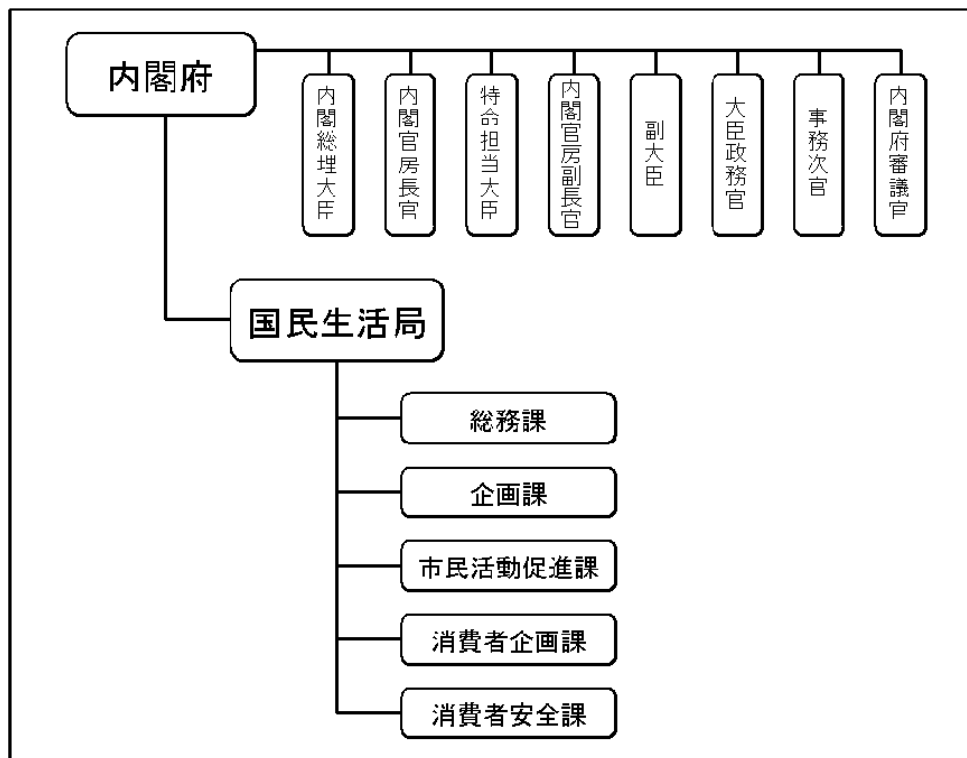 内閣府
内閣総理大臣
内閣官房長官
特命担当大臣
内閣官房副長官
副大臣
大臣政務官
事務次官
内閣府審議官
国民生活局
総務課
企画課
市民活動促進課
消費者企画課
消費者安全課